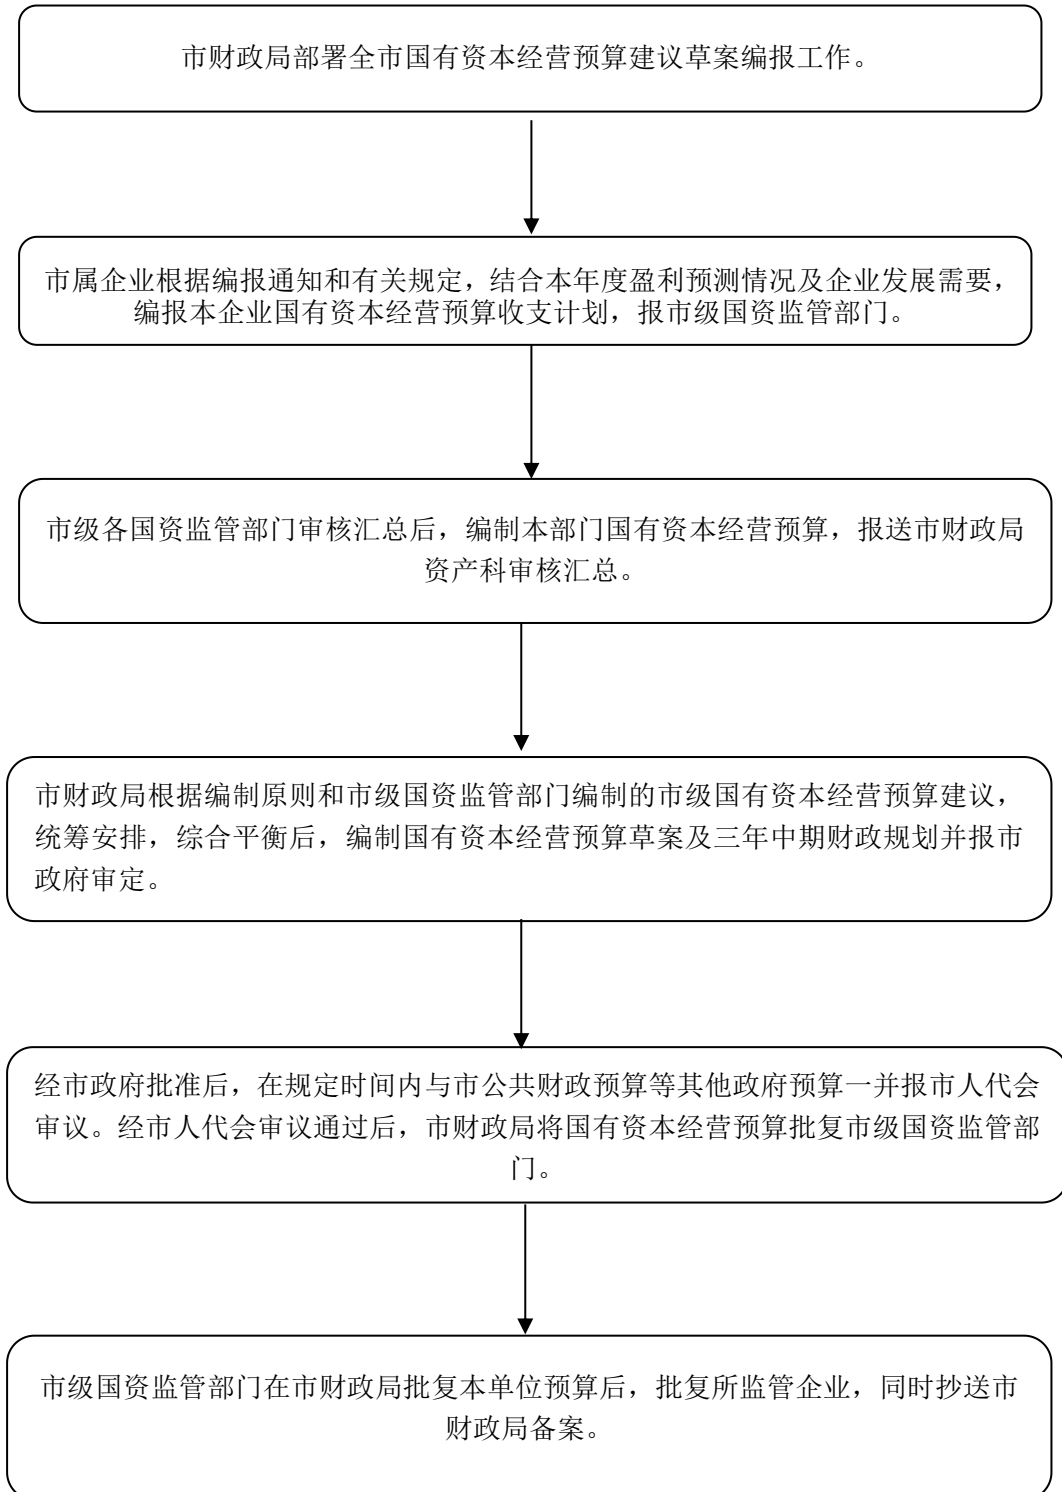 市财政局部署全市国有资本经营预算建议草案编报工作。
市属企业根据编报通知和有关规定，结合本年度盈利预测情况及企业发展需要，
编报本企业国有资本经营预算收支计划，报市级国资监管部门。
市级各国资监管部门审核汇总后，编制本部门国有资本经营预算，报送市财政局
资产科审核汇总。
市财政局根据编制原则和市级国资监管部门编制的市级国有资本经营预算建议，
统筹安排，综合平衡后，编制国有资本经营预算草案及三年中期财政规划并报市
政府审定。
经市政府批准后，在规定时间内与市公共财政预算等其他政府预算一并报市人代会
审议。经市人代会审议通过后，市财政局将国有资本经营预算批复市级国资监管部
门。
市级国资监管部门在市财政局批复本单位预算后，批复所监管企业，同时抄送市
财政局备案。